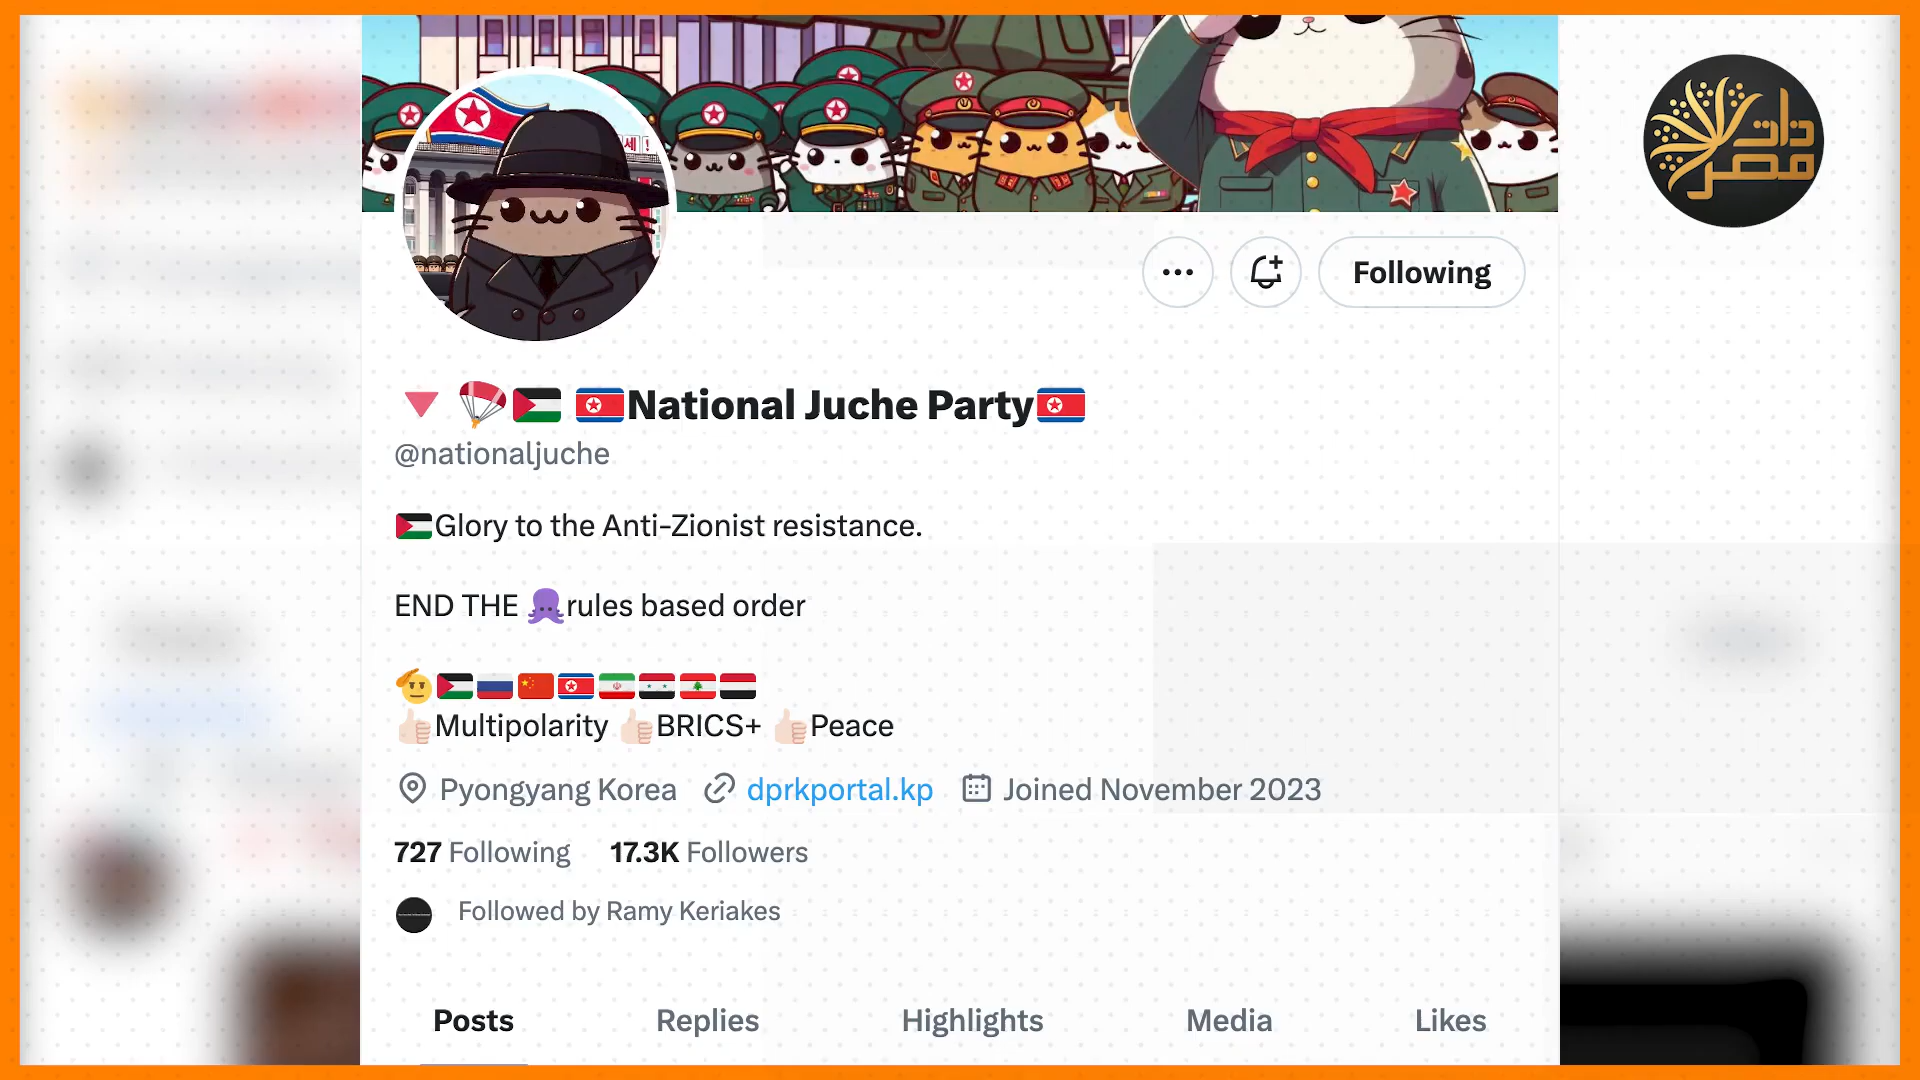 ذات مصر
Following
🔻 🪂🇵🇸 🇰🇵National Juche Party🇰🇵
@nationaljuche
🇵🇸Glory to the Anti-Zionist resistance.
END THE 🐙rules based order
🫡🇵🇸🇷🇺🇨🇳🇰🇵🇮🇷🇸🇾🇱🇧🇾🇪
👍🏻Multipolarity 👍🏻BRICS+ 👍🏻Peace
Pyongyang Korea dprkportal.kp Joined November 2023
727 Following 17.3K Followers
Followed by Ramy Keriakes
Posts Replies Highlights Media Likes